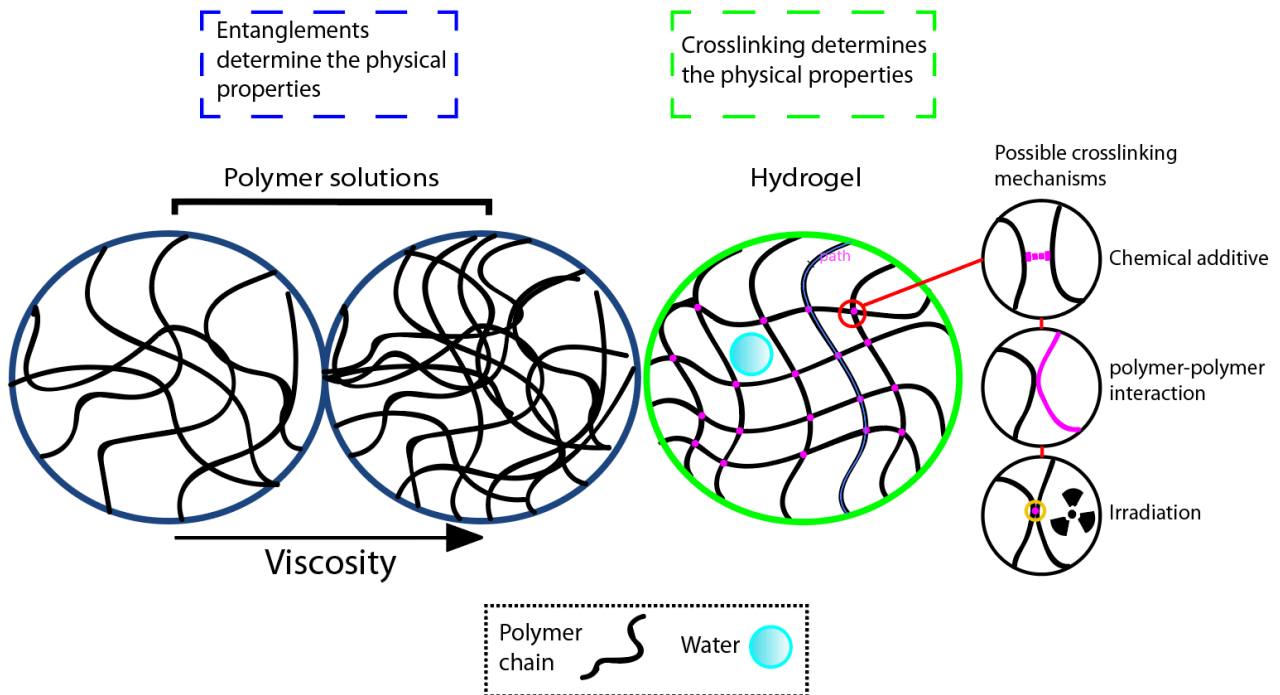 Entanglements
determine the physical
properties
Crosslinking determines
the physical properties
Polymer solutions
Hydrogel
Possible crosslinking
mechanisms
path
Chemical additive
polymer-polymer
interaction
Irradiation
Viscosity
Polymer
chain
Water